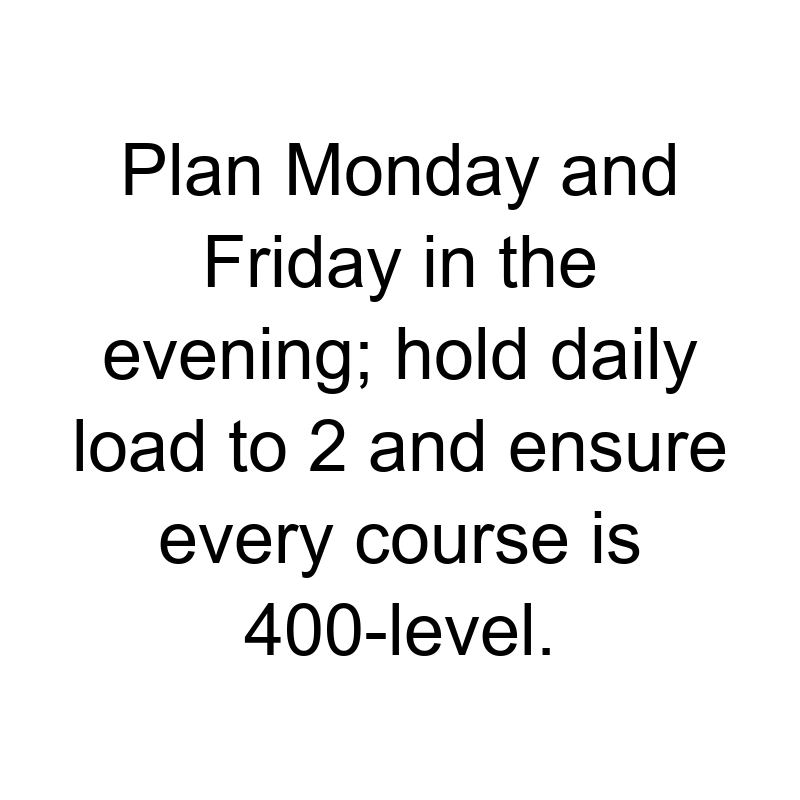 Plan Monday and
Friday in the
evening; hold daily
load to 2 and ensure
every course is
400-level.